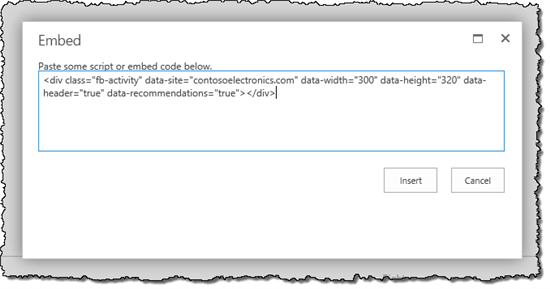 Embed
Paste some script or embed code below.
<div class="fb-activity" data-site="contosoelectronics.com" data-width="300" data-height="320" data-
header="true" data-recommendations="true"></div>
Insert Cancel